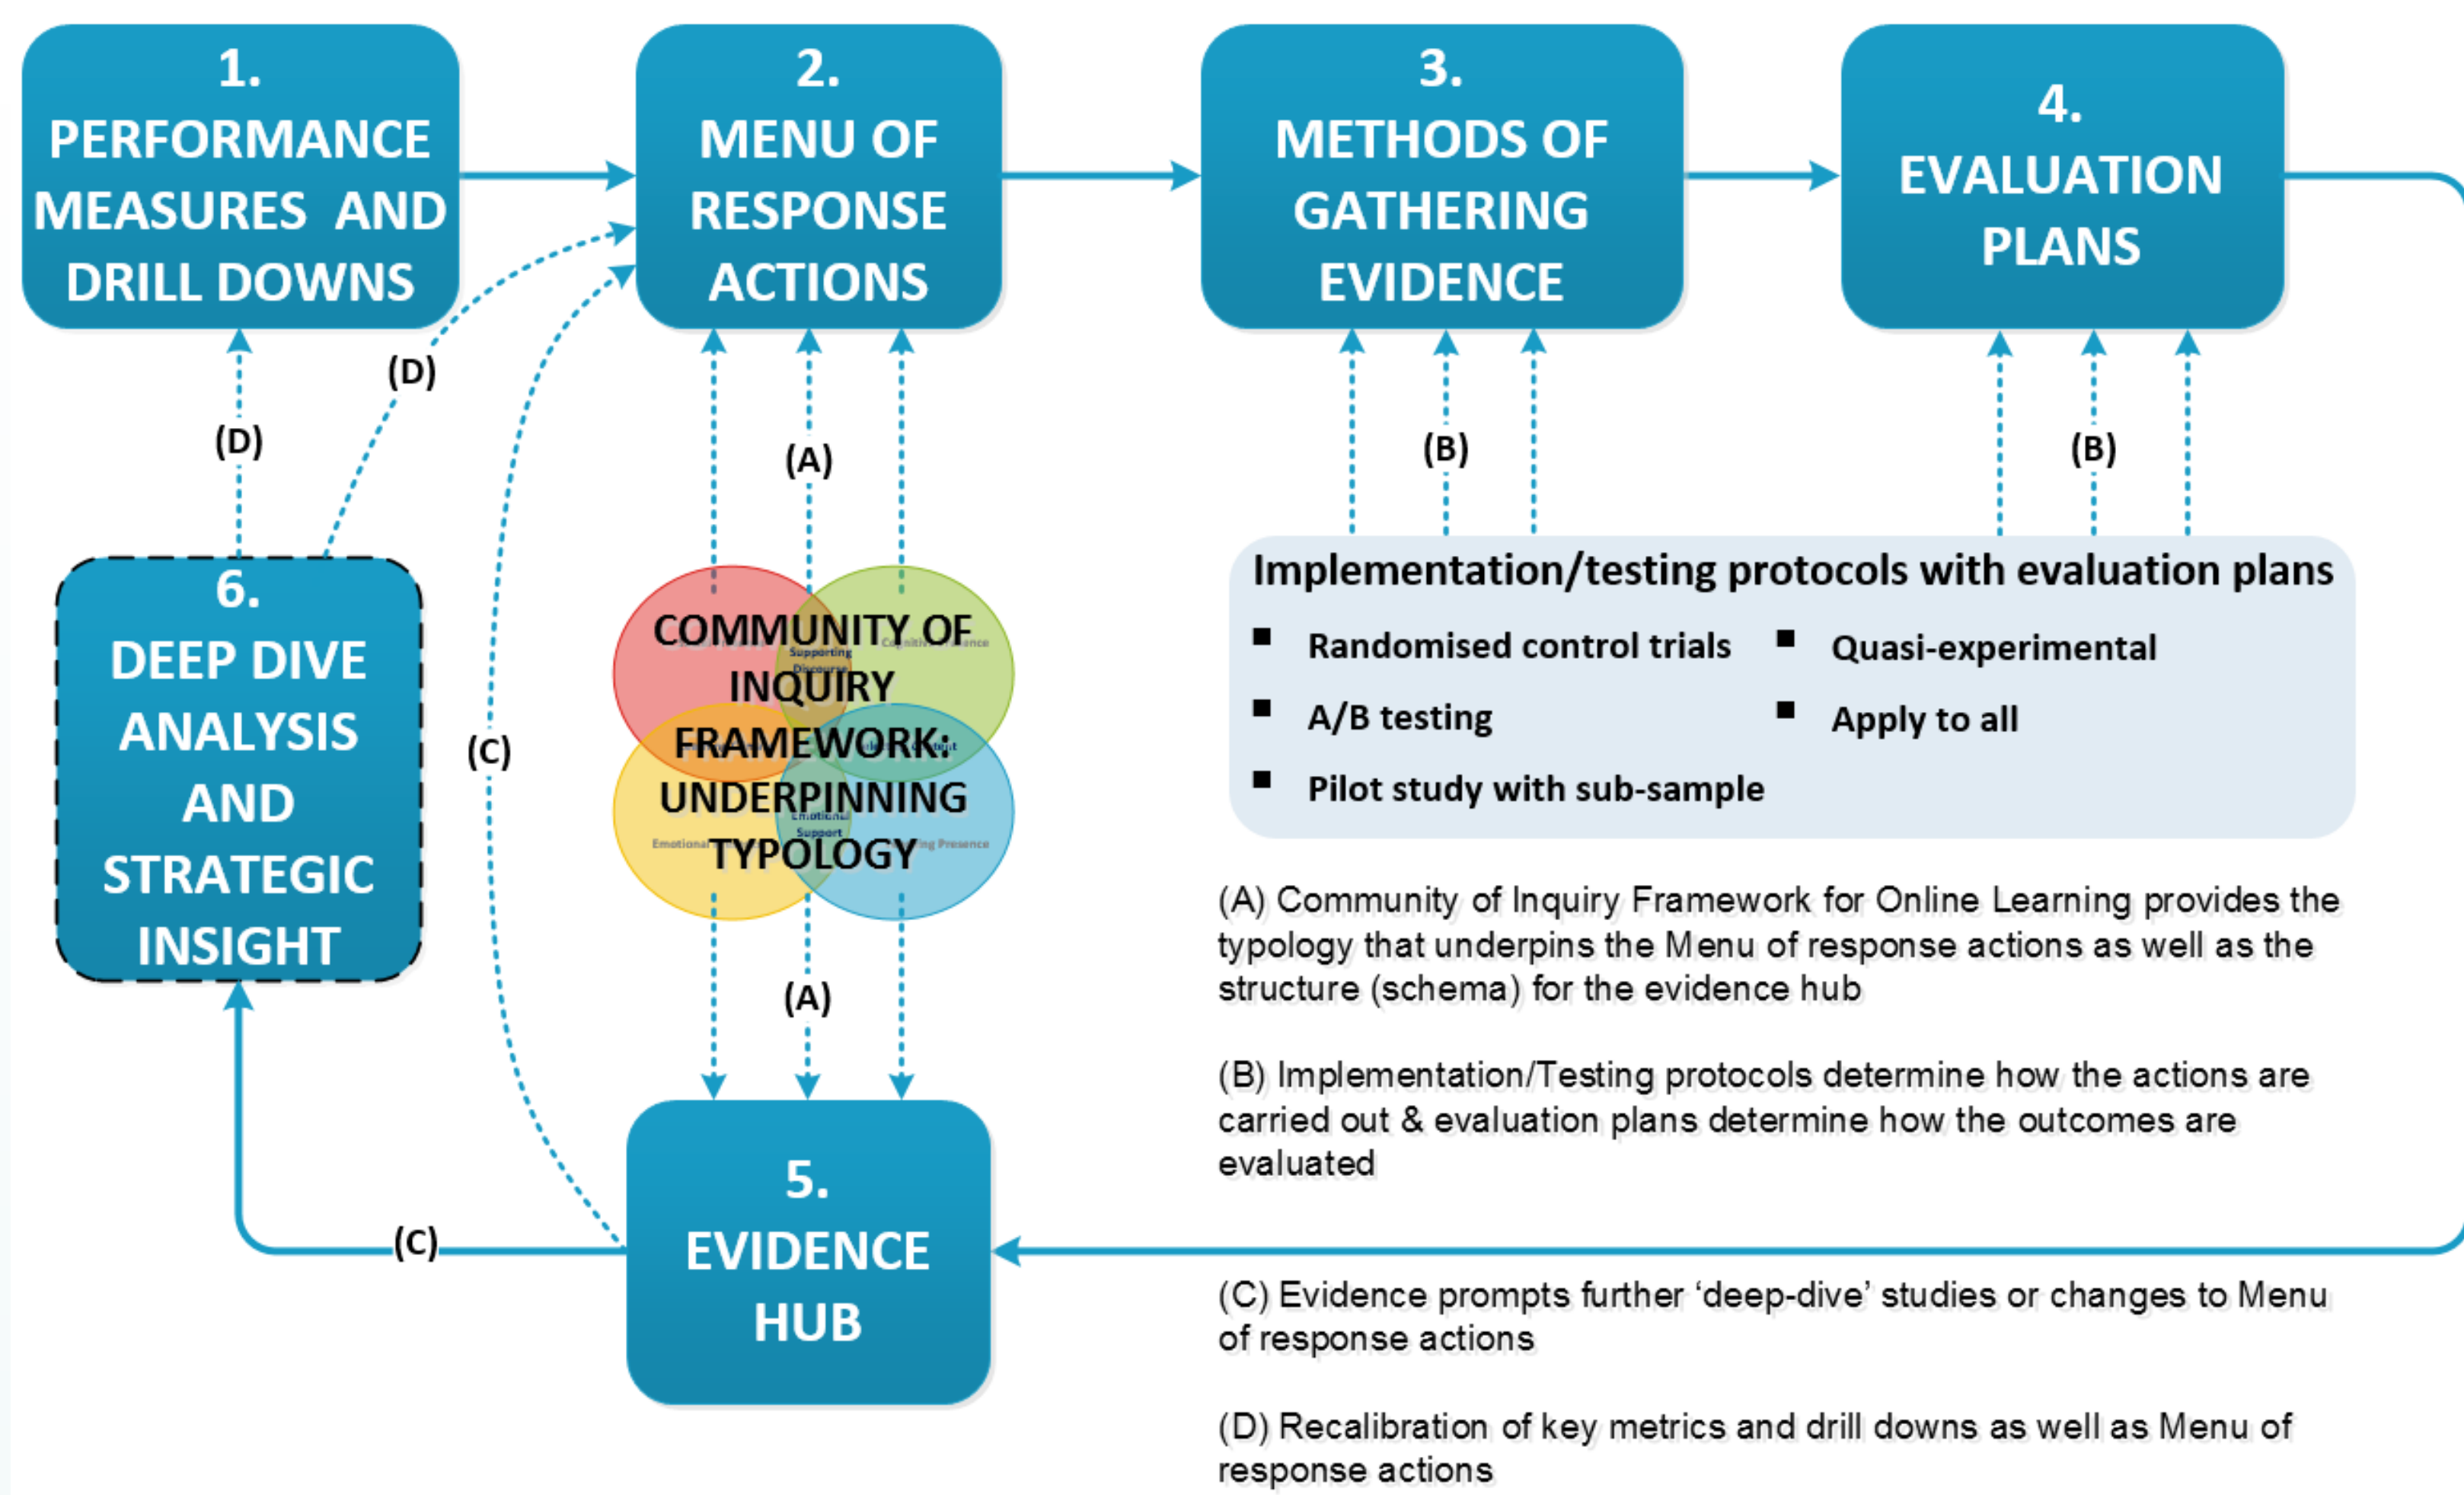 1.
PERFORMANCE
MEASURES AND
DRILL DOWNS
2.
MENU OF
RESPONSE
ACTIONS
3.
METHODS OF
GATHERING
EVIDENCE
4.
EVALUATION
PLANS
(D)
(D)
(A)
(B)
(B)
6.
DEEP DIVE
ANALYSIS
AND
STRATEGIC
INSIGHT
(C)
COMMUNITY OF
INQUIRY
FRAMEWORK:
UNDERPINNING
TYPOLOGY
Supporting
Discourse
Emotional
Support
Emotional
Presence
Implementation/testing protocols with evaluation plans
■ Randomised control trials
■ A/B testing
■ Pilot study with sub-sample
■ Quasi-experimental
■ Apply to all
(A)
5.
EVIDENCE
HUB
(C)
(A) Community of Inquiry Framework for Online Learning provides the
typology that underpins the Menu of response actions as well as the
structure (schema) for the evidence hub
(B) Implementation/Testing protocols determine how the actions are
carried out & evaluation plans determine how the outcomes are
evaluated
(C) Evidence prompts further ‘deep-dive’ studies or changes to Menu
of response actions
(D) Recalibration of key metrics and drill downs as well as Menu of
response actions